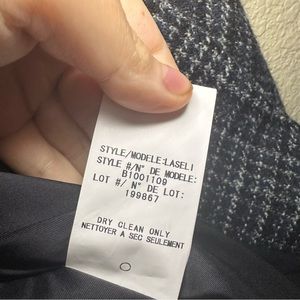 STYLE/MODELE:LASELI
STYLE #/N° DE MODELE:
B1001109
LOT #/ N° DE LOT:
199867
DRY CLEAN ONLY
NETTOYER A SEC SEULEMENT